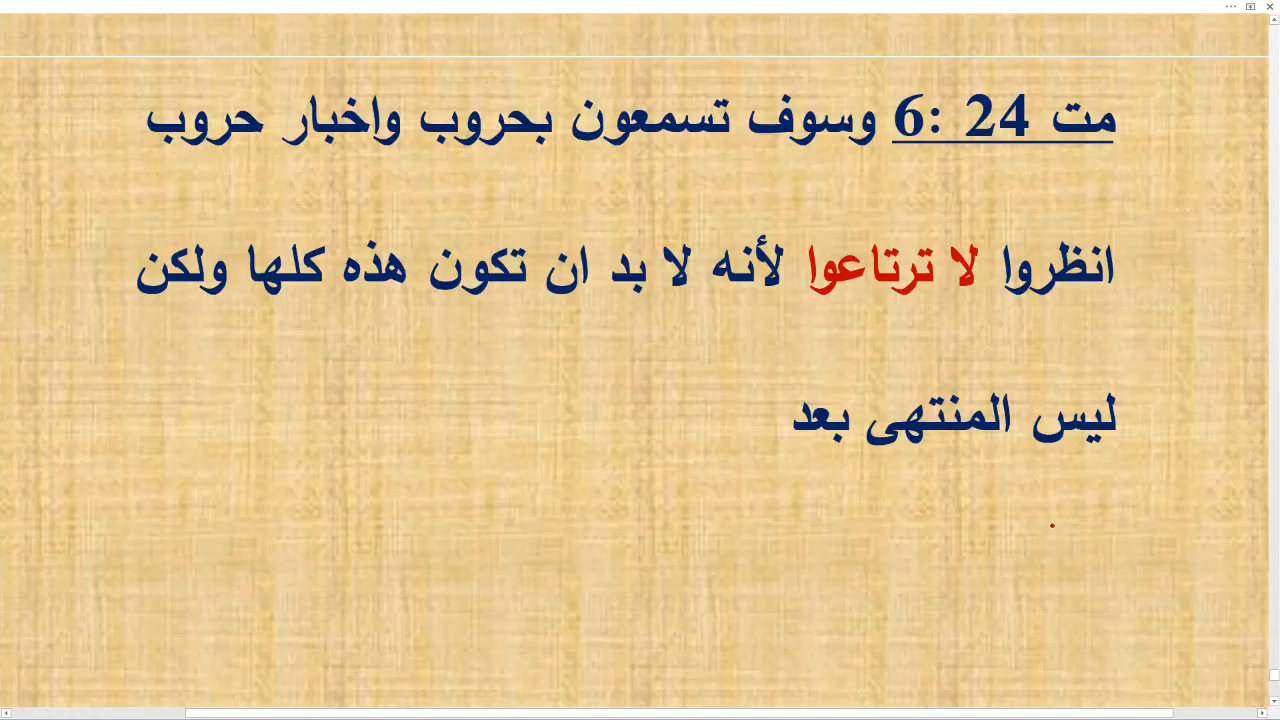 مت 24 :6 وسوف تسمعون بحروب واخبار حروب
انظروا لا ترتاعوا لأنه لا بد ان تكون هذه كلها ولكن
ليس المنتهى بعد